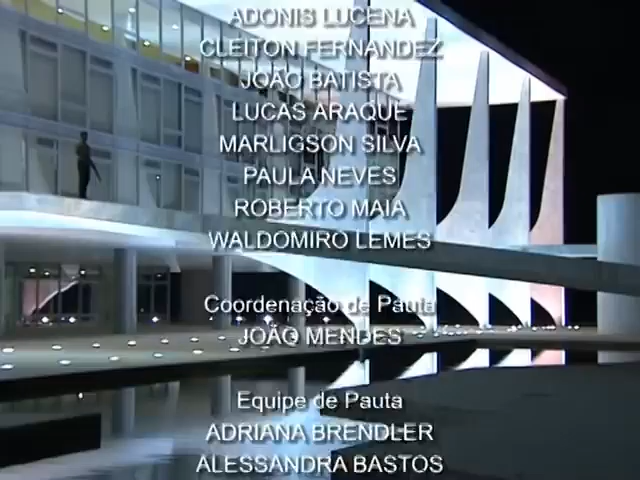 ADONIS LUCENA
CLEITON FERNANDEZ
JOÃO BATISTA
LUCAS ARAQUE
MARLIGSON SILVA
PAULA NEVES
ROBERTO MAIA
WALDOMIRO LEMES
Coordenação de Pauta
JOÃO MENDES
Equipe de Pauta
ADRIANA BRENDLER
ALESSANDRA BASTOS